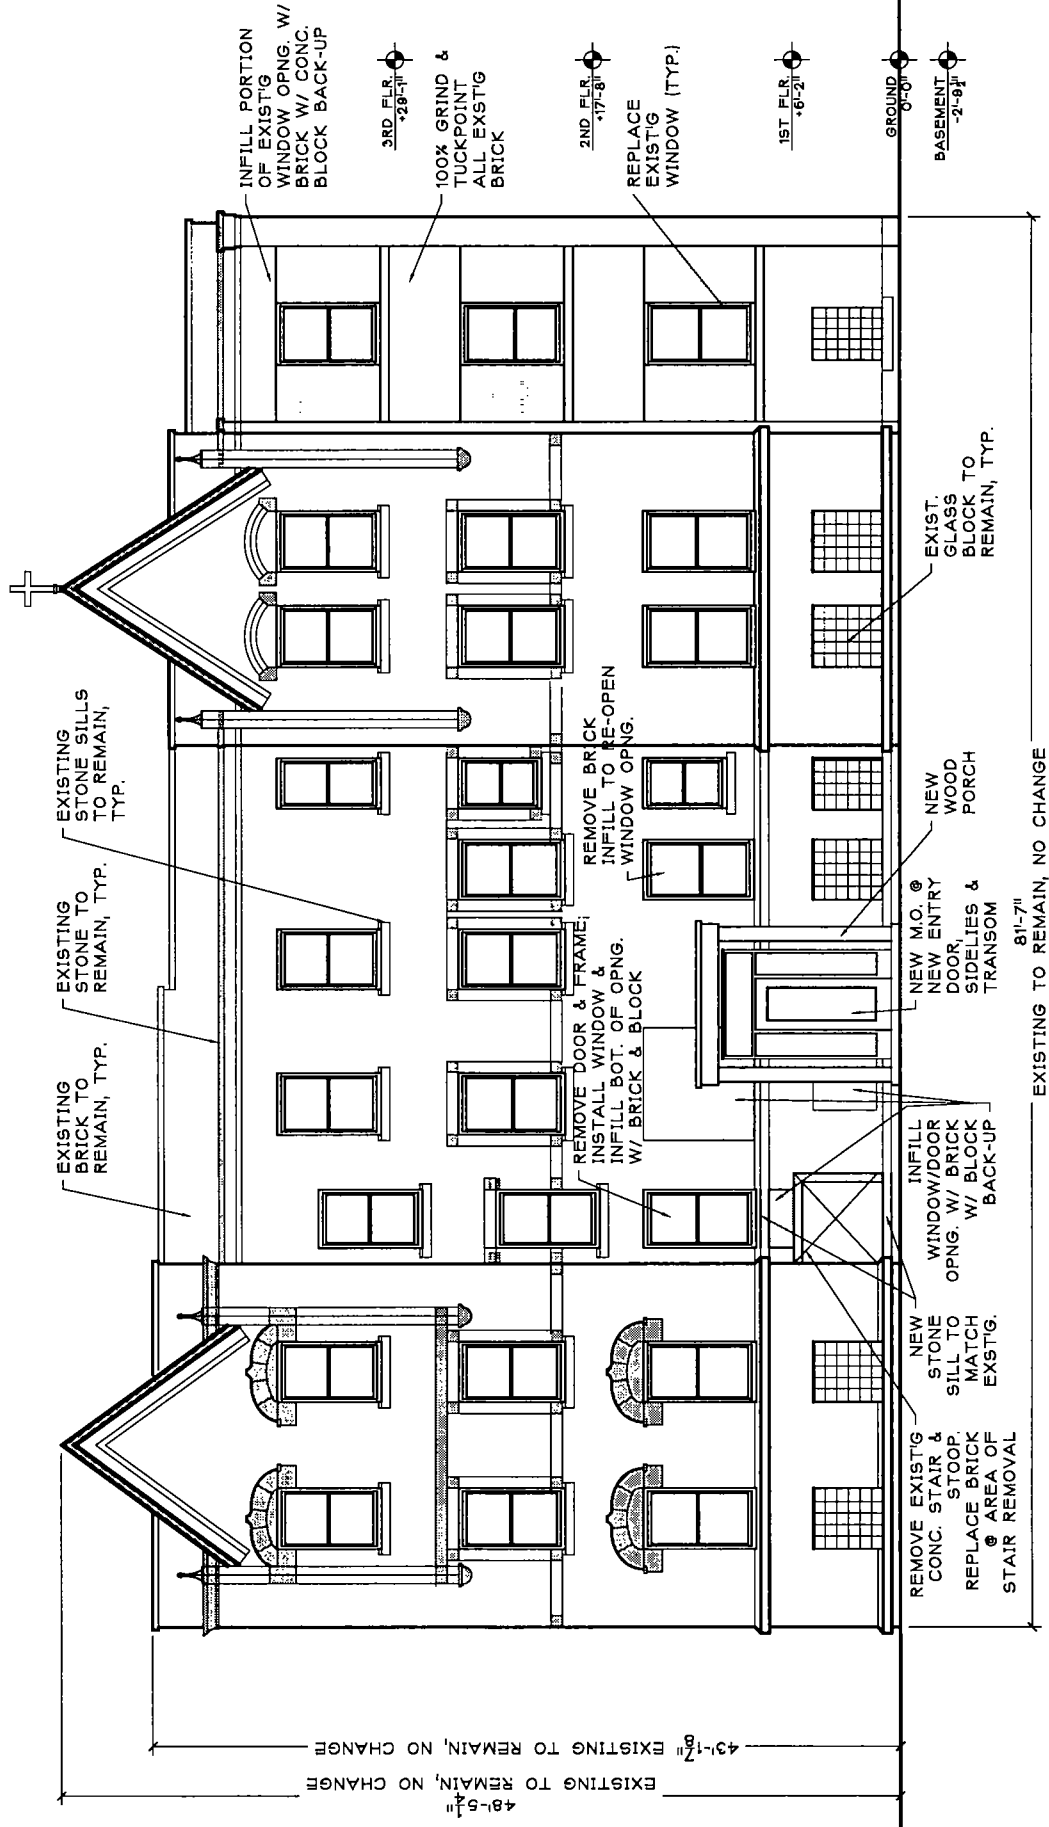 EXISTING
BRICK TO
REMAIN, TYP.
EXISTING
STONE TO
REMAIN, TYP.
EXISTING
STONE SILLS
TO REMAIN,
TYP.
INFILL PORTION
OF EXIST'G
WINDOW OPNG. W/
BRICK W/ CONC.
BLOCK BACK-UP
3RD FLR.
+29'-1"
100% GRIND &
TUCKPOINT
ALL EXST'G
BRICK
2ND FLR.
+17'-8"
REPLACE
EXIST'G
WINDOW (TYP.)
1ST FLR.
+6'-2"
GROUND
0'-0"
BASEMENT
REMOVE DOOR & FRAME,
INSTALL WINDOW &
INFILL BOT. OF OPNG.
W/ BRICK & BLOCK
REMOVE BRICK
INFILL TO RE-OPEN
WINDOW OPNG.
REMOVE EXIST'G
CONC. STAIR &
STOOP.
REPLACE BRICK
@ AREA OF
STAIR REMOVAL
NEW
STONE
SILL TO
MATCH
EXST'G.
INFILL
WINDOW/DOOR
OPNG. W/ BRICK
W/ BLOCK
BACK-UP
NEW M.O. @
NEW ENTRY
DOOR,
SIDELIES &
TRANSOM
NEW
WOOD
PORCH
EXIST.
GLASS
BLOCK TO
REMAIN, TYP.
81'-7"
EXISTING TO REMAIN, NO CHANGE
43'-1 7/8" EXISTING TO REMAIN, NO CHANGE
48'-5 1/4"
EXISTING TO REMAIN, NO CHANGE